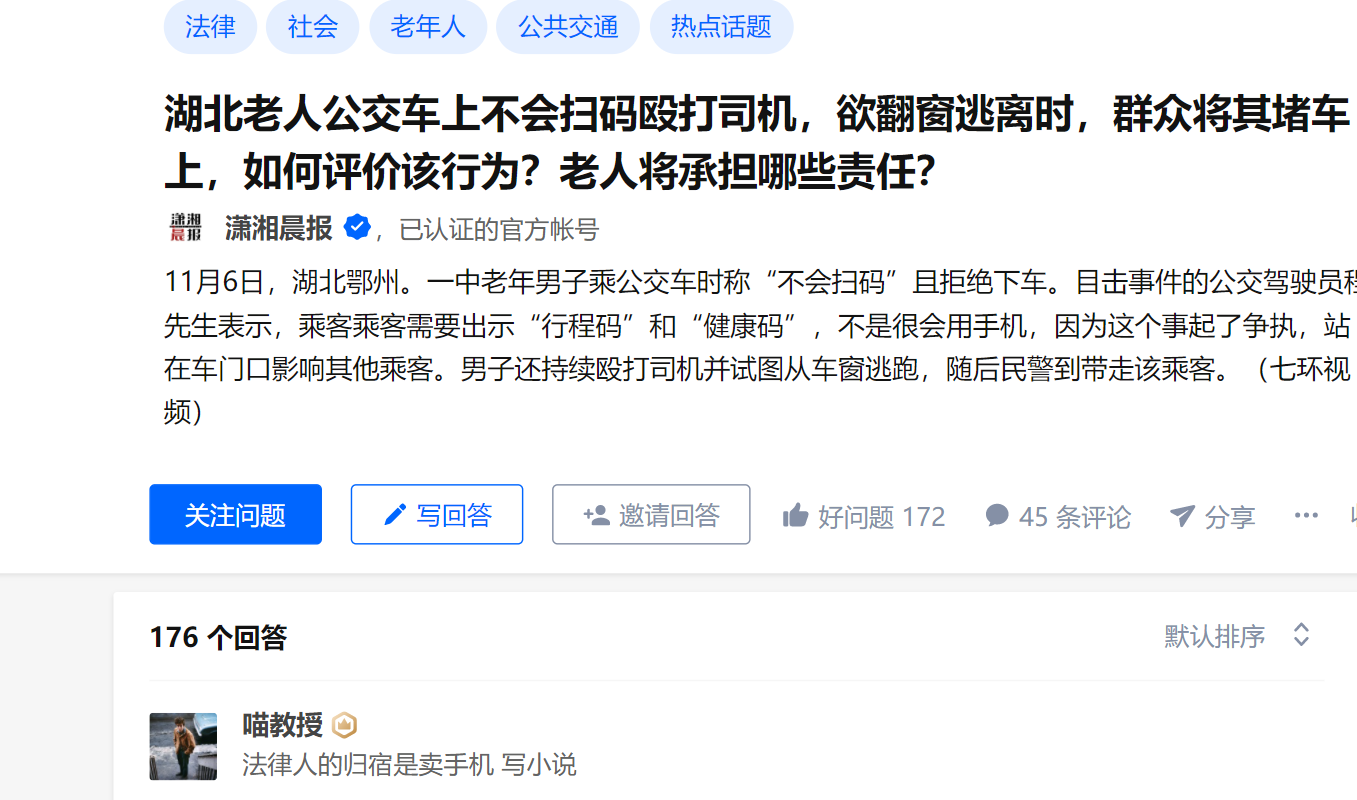 法律 社会 老年人 公共交通 热点话题
湖北老人公交车上不会扫码殴打司机，欲翻窗逃离时，群众将其堵车
上，如何评价该行为？老人将承担哪些责任？
潇湘晨报 潇湘晨报 ，已认证的官方帐号
11月6日，湖北鄂州。一中老年男子乘公交车时称“不会扫码”且拒绝下车。目击事件的公交驾驶员程
先生表示，乘客乘客需要出示“行程码”和“健康码”，不是很会用手机，因为这个事起了争执，站
在车门口影响其他乘客。男子还持续殴打司机并试图从车窗逃跑，随后民警到带走该乘客。（七环视
频）
关注问题 写回答 邀请回答 好问题 172 45 条评论 分享 ···
176 个回答 默认排序
喵教授
法律人的归宿是卖手机 写小说